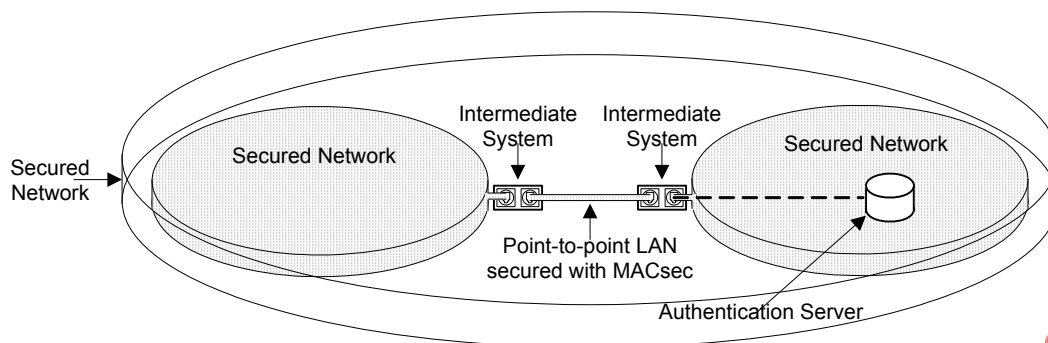 Intermediate
System
Intermediate
System
Secured Network
Secured Network
Secured
Network
Point-to-point LAN
secured with MACsec
Authentication Server